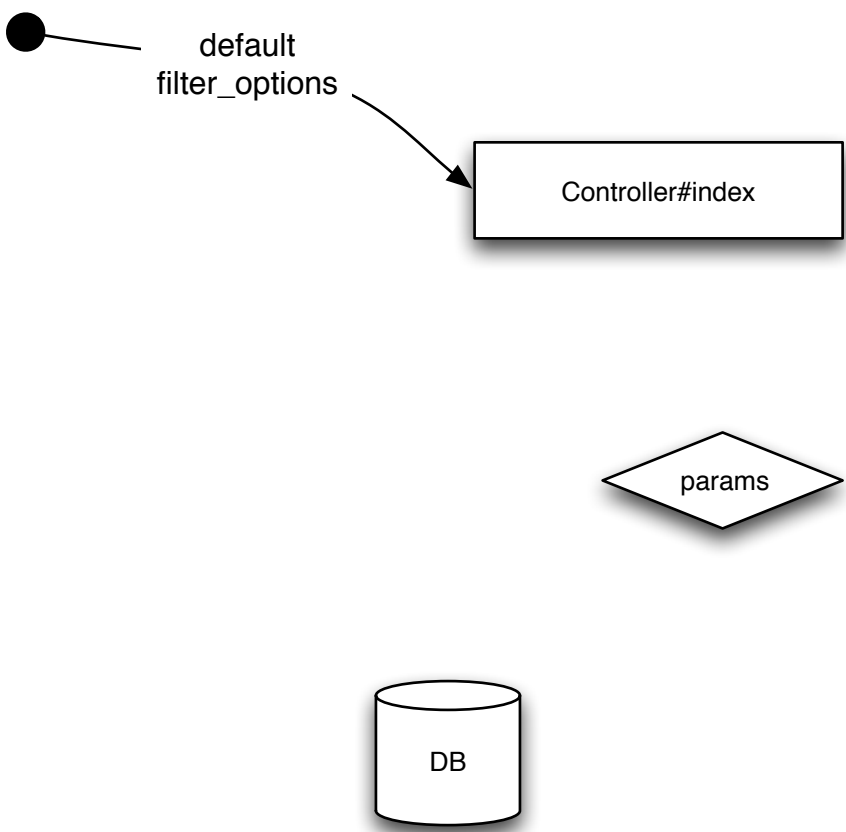 default
filter_options
Controller#index
params
DB